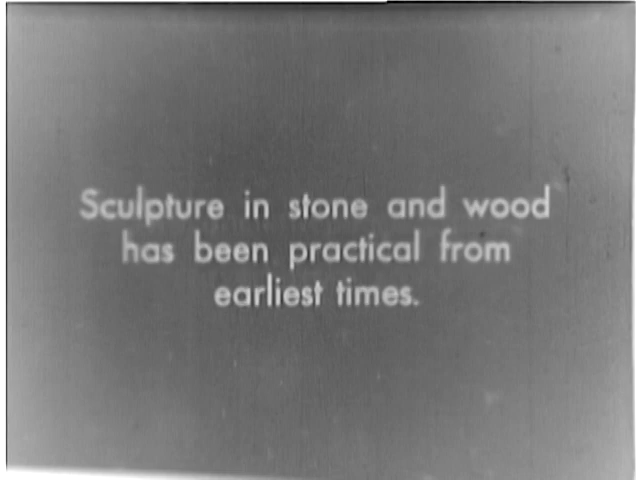 Sculpture in stone and wood
has been practical from
earliest times.